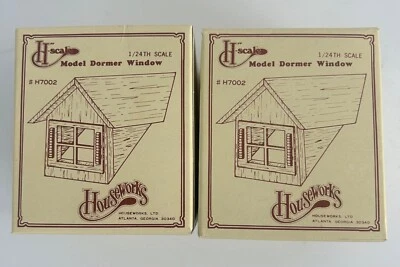 H"scale
1/24TH SCALE
Model Dormer Window
# H7002
Houseworks
HOUSEWORKS, LTD.
ATLANTA, GEORGIA 30340
H"scale
1/24TH SCALE
Model Dormer Window
# H7002
Houseworks
HOUSEWORKS, LTD.
ATLANTA, GEORGIA 30340